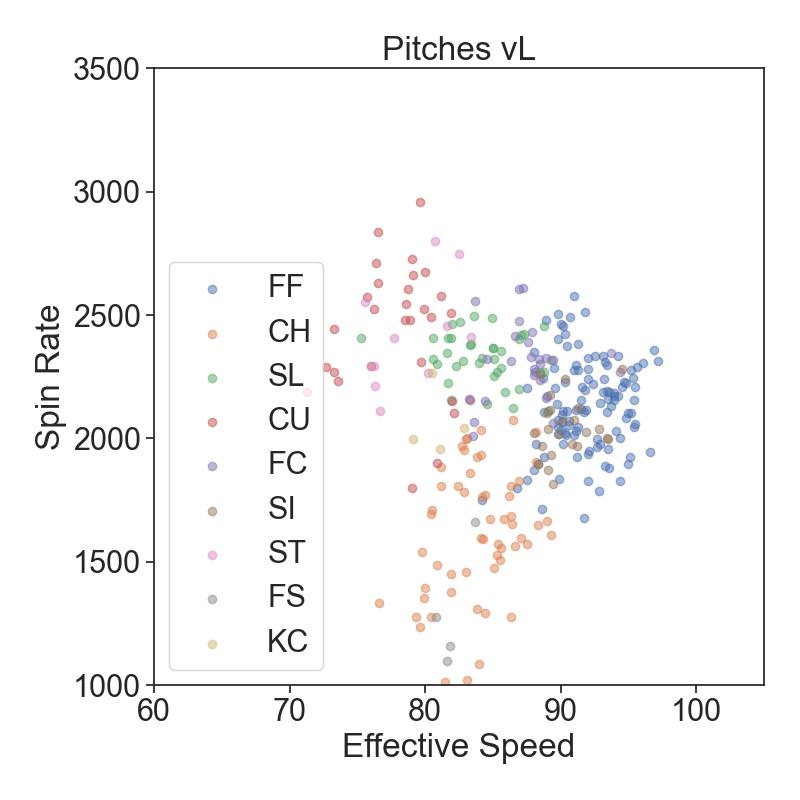 Pitches vL
3500
3000
2500
2000
1500
1000
Spin Rate
FF
CH
SL
CU
FC
SI
ST
FS
KC
60 70 80 90 100
Effective Speed